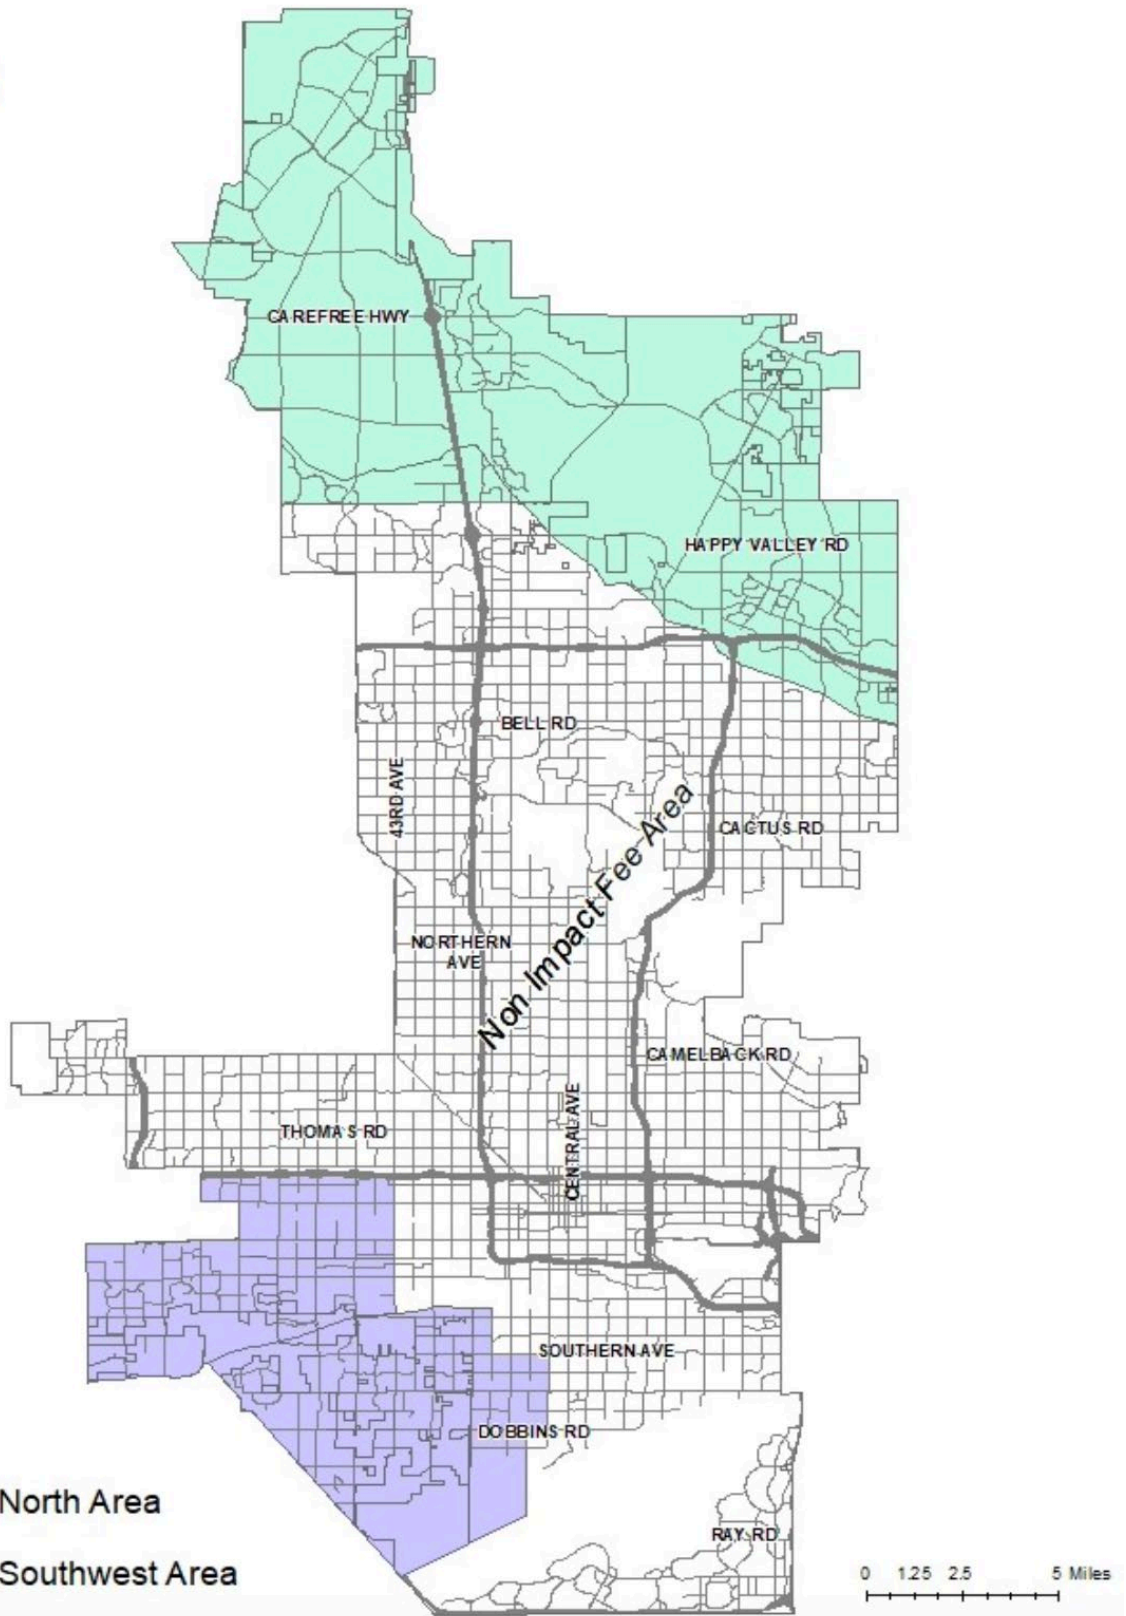 CAREFREE HWY
HAPPY VALLEY RD
BELL RD
43RD AVE
CACTUS RD
Non Impact Fee Area
NORTHERN
AVE
CAMELBACK RD
CENTRAL AVE
THOMAS RD
SOUTHERN AVE
DOBBINS RD
North Area
RAY RD
Southwest Area
0 1.25 2.5 5 Miles